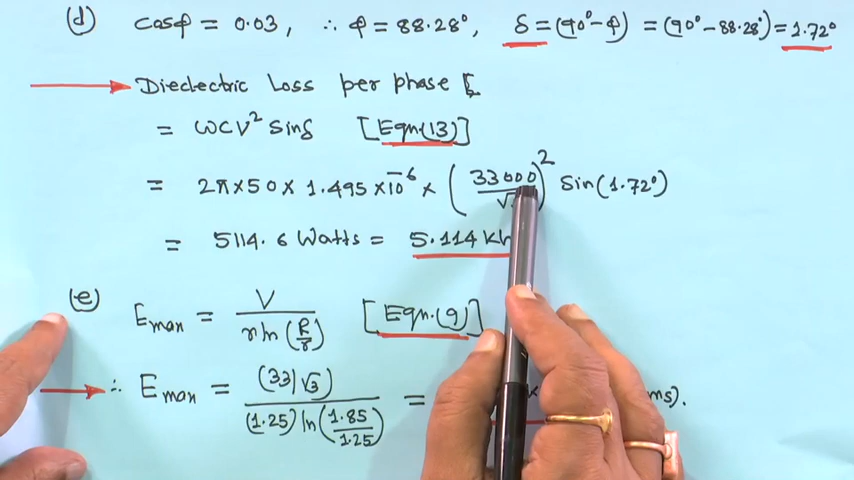 (d) cosφ = 0.03, ∴ φ = 88.28°, δ = (90° - φ) = (90° - 88.28°) = 1.72°
Dielectric Loss per phase
= ωCV² sinδ [Eqn.(13)]
= 2π×50× 1.495×10⁻⁶ × (33000/√)² sin(1.72°)
= 5114.6 Watts = 5.114
(e) Emax = V / r ln(R/r) [Eqn.(9)]
∴ Emax = (33/√3) / (1.25) ln(1.85/1.25) =